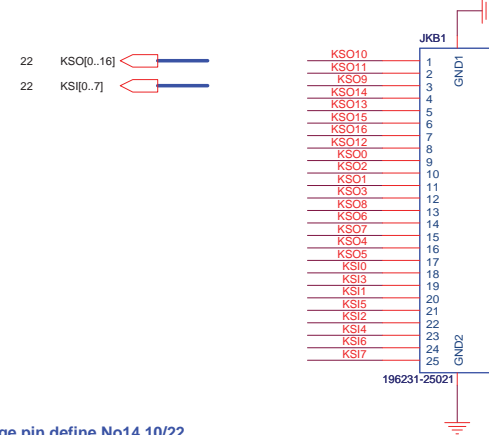 JKB1
22 KSO[0..16]
22 KSI[0..7]
GND1
KSO10 1
KSO11 2
KSO9 3
KSO14 4
KSO13 5
KSO15 6
KSO16 7
KSO12 8
KSO0 9
KSO2 10
KSO1 11
KSO3 12
KSO8 13
KSO6 14
KSO7 15
KSO4 16
KSO5 17
KSI0 18
KSI3 19
KSI1 20
KSI5 21
KSI2 22
KSI4 23
KSI6 24
KSI7 25
GND2
196231-25021
ge pin define No14 10/22